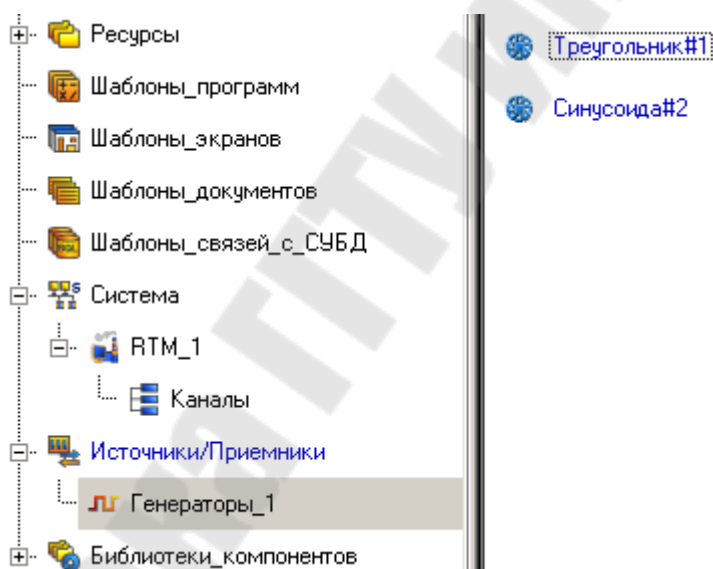 Ресурсы
Шаблоны_программ
Шаблоны_экранов
Шаблоны_документов
Шаблоны_связей_с_СУБД
Система
RTM_1
Каналы
Источники/Приемники
Генераторы_1
Библиотеки_компонентов
Треугольник#1
Синусоида#2